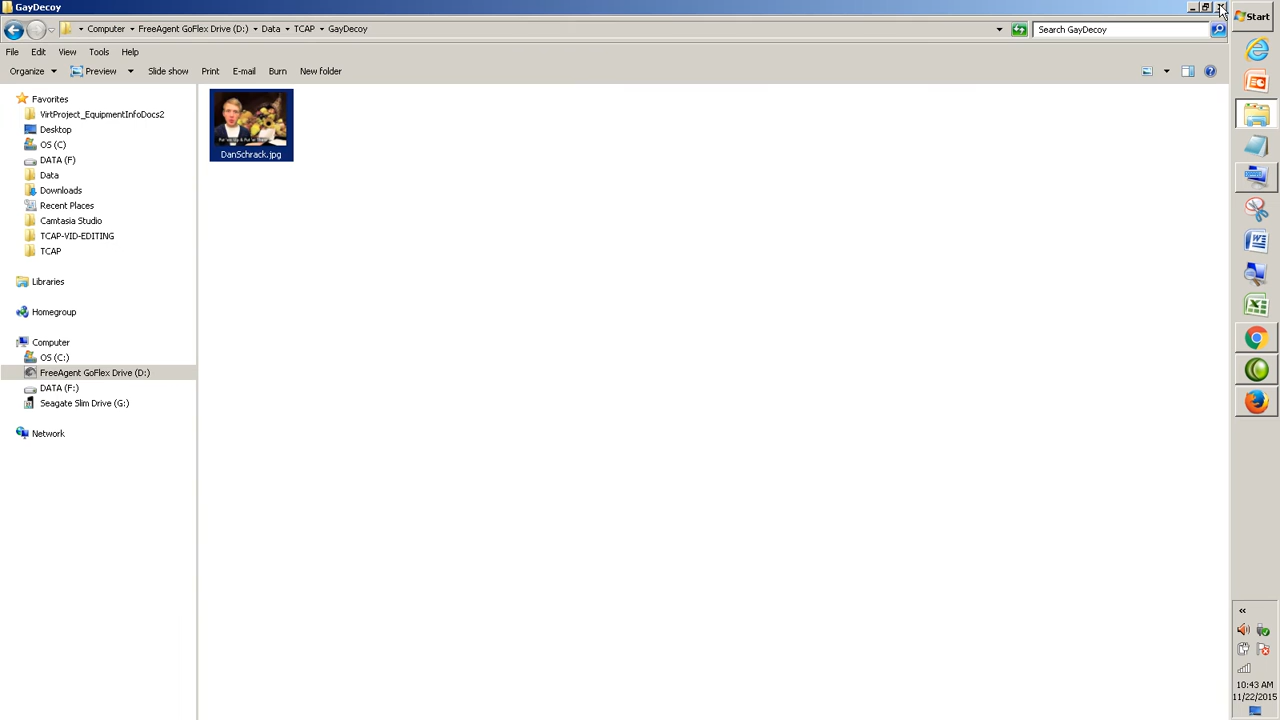 GayDecoy
Computer FreeAgent GoFlex Drive (D:) Data TCAP GayDecoy
Search GayDecoy
Start
File Edit View Tools Help
Organize Preview Slide show Print E-mail Burn New folder
Favorites
VirtProject_EquipmentInfoDocs2
Desktop
OS (C)
DATA (F)
Data
Downloads
Recent Places
Camtasia Studio
TCAP-VID-EDITING
TCAP
Libraries
Homegroup
Computer
OS (C:)
FreeAgent GoFlex Drive (D:)
DATA (F:)
Seagate Slim Drive (G:)
Network
DanSchrack.jpg
10:43 AM
11/22/2015